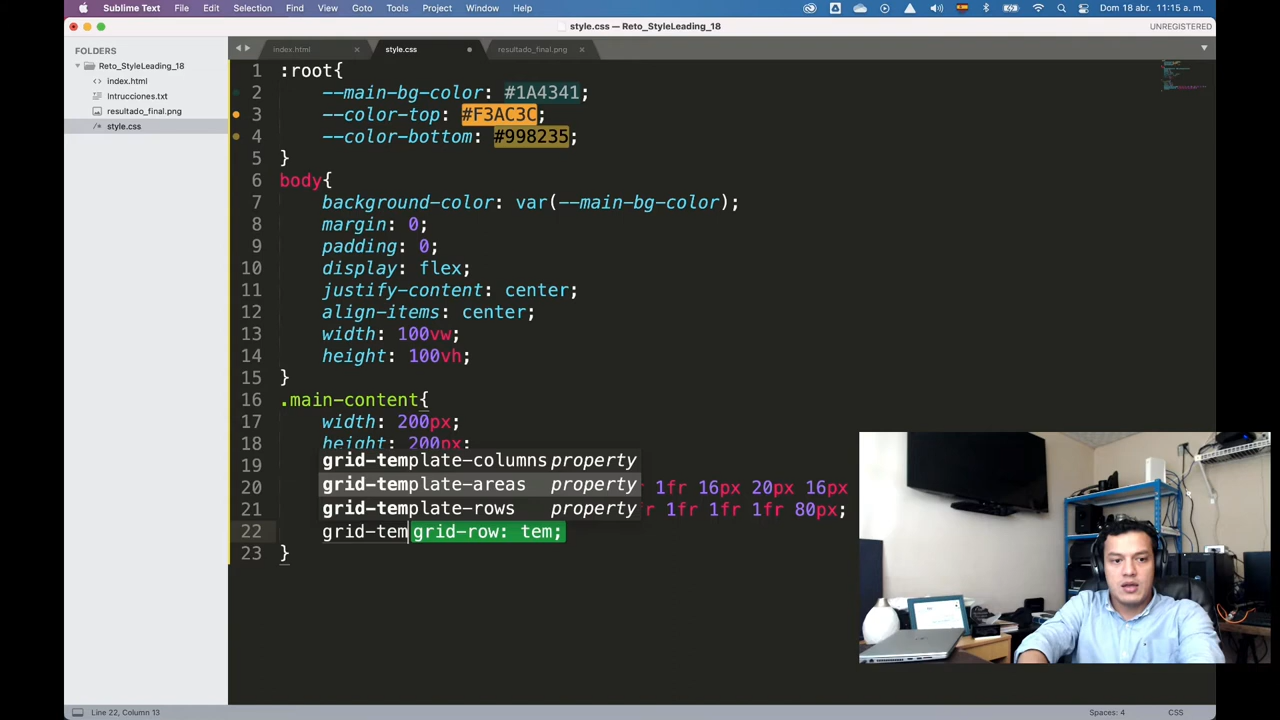 Sublime Text File Edit Selection Find View Goto Tools Project Window Help Dom 18 abr. 11:15 a. m.
style.css — Reto_StyleLeading_18 UNREGISTERED
FOLDERS
Reto_StyleLeading_18
index.html
Intrucciones.txt
resultado_final.png
style.css
index.html style.css resultado_final.png
1 :root{
2 --main-bg-color: #1A4341;
3 --color-top: #F3AC3C;
4 --color-bottom: #998235;
5 }
6 body{
7 background-color: var(--main-bg-color);
8 margin: 0;
9 padding: 0;
10 display: flex;
11 justify-content: center;
12 align-items: center;
13 width: 100vw;
14 height: 100vh;
15 }
16 .main-content{
17 width: 200px;
18 height: 200px;
19 grid-template-columns property
20 grid-template-areas property 1fr 16px 20px 16px
21 grid-template-rows property 1fr 1fr 1fr 80px;
22 grid-tem grid-row: tem;
23 }
Line 22, Column 13 Spaces: 4 CSS